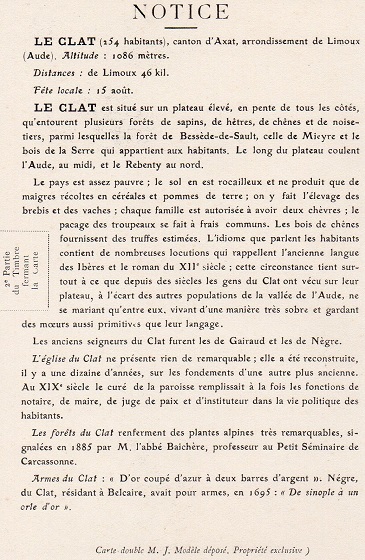 NOTICE
LE CLAT (254 habitants), canton d'Axat, arrondissement de Limoux
(Aude). Altitude : 1086 mètres.
Distances : de Limoux 46 kil.
Fête locale : 15 août.
LE CLAT est situé sur un plateau élevé, en pente de tous les côtés,
qu'entourent plusieurs forêts de sapins, de hêtres, de chênes et de noise-
tiers, parmi lesquelles la forêt de Bessède-de-Sault, celle de Mieyre et le
bois de la Serre qui appartient aux habitants. Le long du plateau coulent
l'Aude, au midi, et le Rebenty au nord.
Le pays est assez pauvre ; le sol en est rocailleux et ne produit que de
maigres récoltes en céréales et pommes de terre ; on y fait l'élevage des
brebis et des vaches ; chaque famille est autorisée à avoir deux chèvres ; le
pacage des troupeaux se fait à frais communs. Les bois de chênes
fournissent des truffes estimées. L'idiome que parlent les habitants
contient de nombreuses locutions qui rappellent l'ancienne langue
des Ibères et le roman du XIIe siècle ; cette circonstance tient sur-
tout à ce que depuis des siècles les gens du Clat ont vécu sur leur
plateau, à l'écart des autres populations de la vallée de l'Aude, ne
se mariant qu'entre eux, vivant d'une manière très sobre et gardant
des mœurs aussi primitives que leur langage.
2e Partie
du Timbre
fermant
la Carte
Les anciens seigneurs du Clat furent les de Gairaud et les de Nègre.
L'église du Clat ne présente rien de remarquable ; elle a été reconstruite,
il y a une dizaine d'années, sur les fondements d'une autre plus ancienne.
Au XIXe siècle le curé de la paroisse remplissait à la fois les fonctions de
notaire, de maire, de juge de paix et d'instituteur dans la vie politique des
habitants.
Les forêts du Clat renferment des plantes alpines très remarquables, si-
gnalées en 1885 par M. l'abbé Baichère, professeur au Petit Séminaire de
Carcassonne.
Armes du Clat : « D'or coupé d'azur à deux barres d'argent ». Négre,
du Clat, résidant à Belcaire, avait pour armes, en 1695 : « De sinople à un
orle d'or ».
Carte double M. J. Modèle déposé, Propriété exclusive )